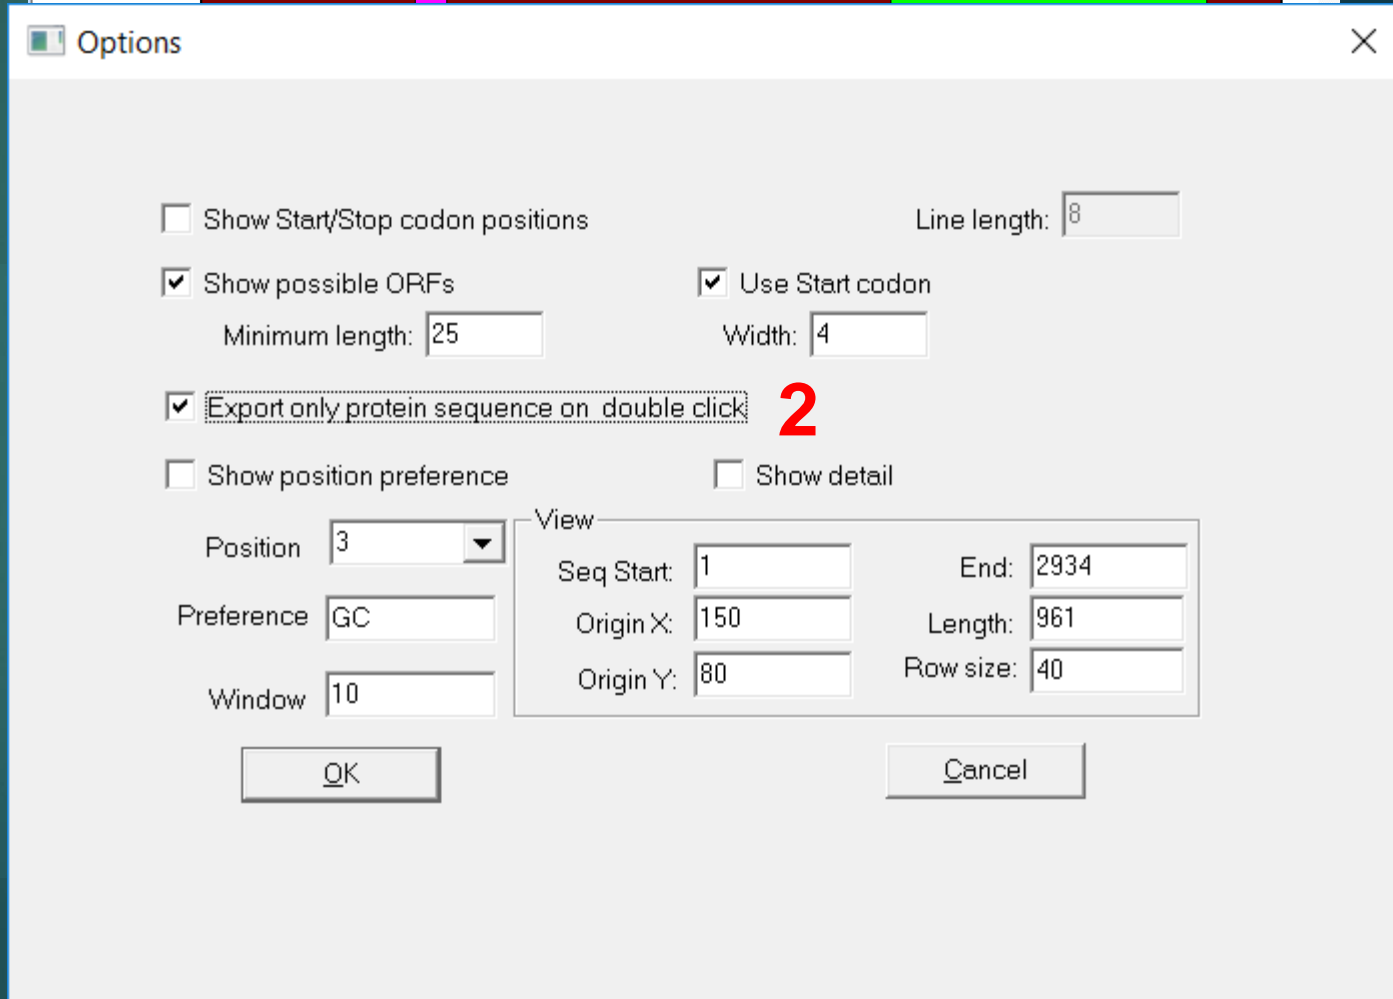 Options
Show Start/Stop codon positions Line length: 8
Show possible ORFs Use Start codon
Minimum length: 25 Width: 4
Export only protein sequence on double click 2
Show position preference Show detail
View
Position 3
Seq Start: 1 End: 2934
Preference GC
Origin X: 150 Length: 961
Window 10
Origin Y: 80 Row size: 40
OK Cancel